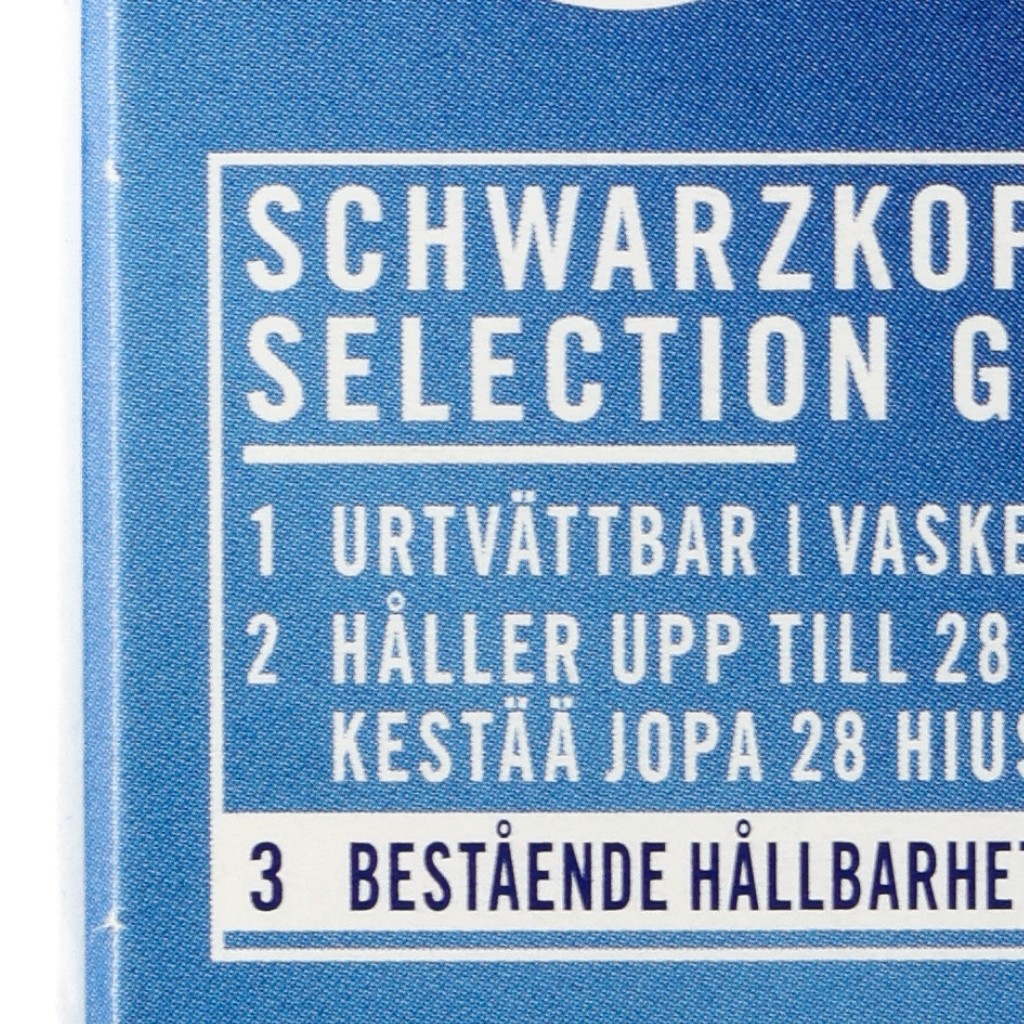 SCHWARZKOP
SELECTION G
1 URTVÄTTBAR I VASKE
2 HÅLLER UPP TILL 28
KESTÄÄ JOPA 28 HIUS
3 BESTÅENDE HÅLLBARHET